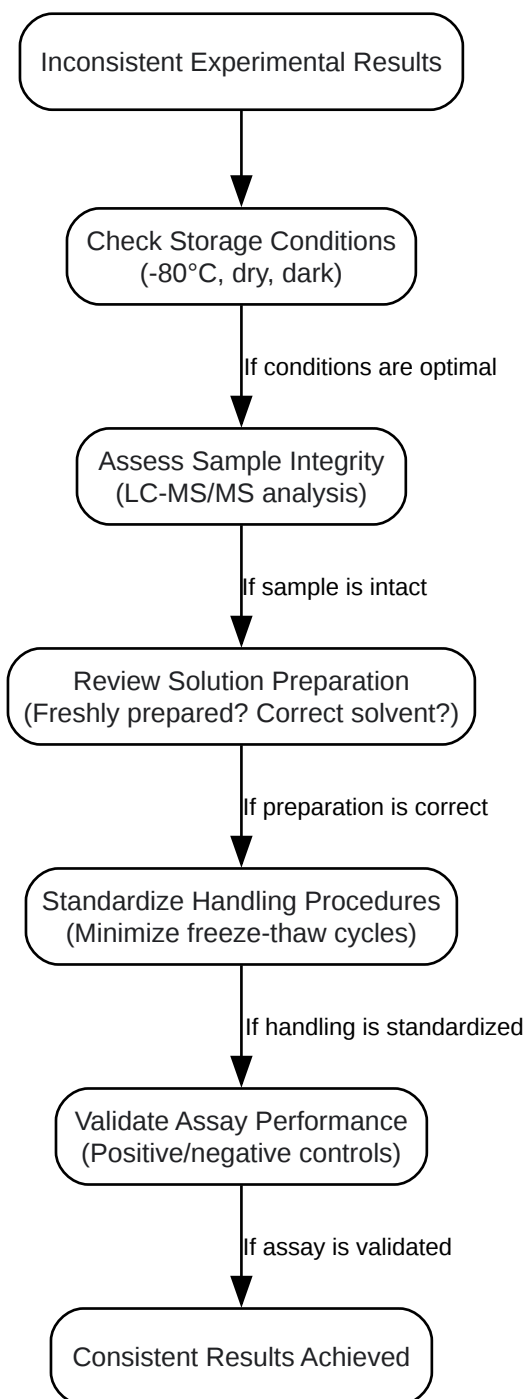 Inconsistent Experimental Results
Check Storage Conditions
(-80°C, dry, dark)
If conditions are optimal
Assess Sample Integrity
(LC-MS/MS analysis)
If sample is intact
Review Solution Preparation
(Freshly prepared? Correct solvent?)
If preparation is correct
Standardize Handling Procedures
(Minimize freeze-thaw cycles)
If handling is standardized
Validate Assay Performance
(Positive/negative controls)
If assay is validated
Consistent Results Achieved